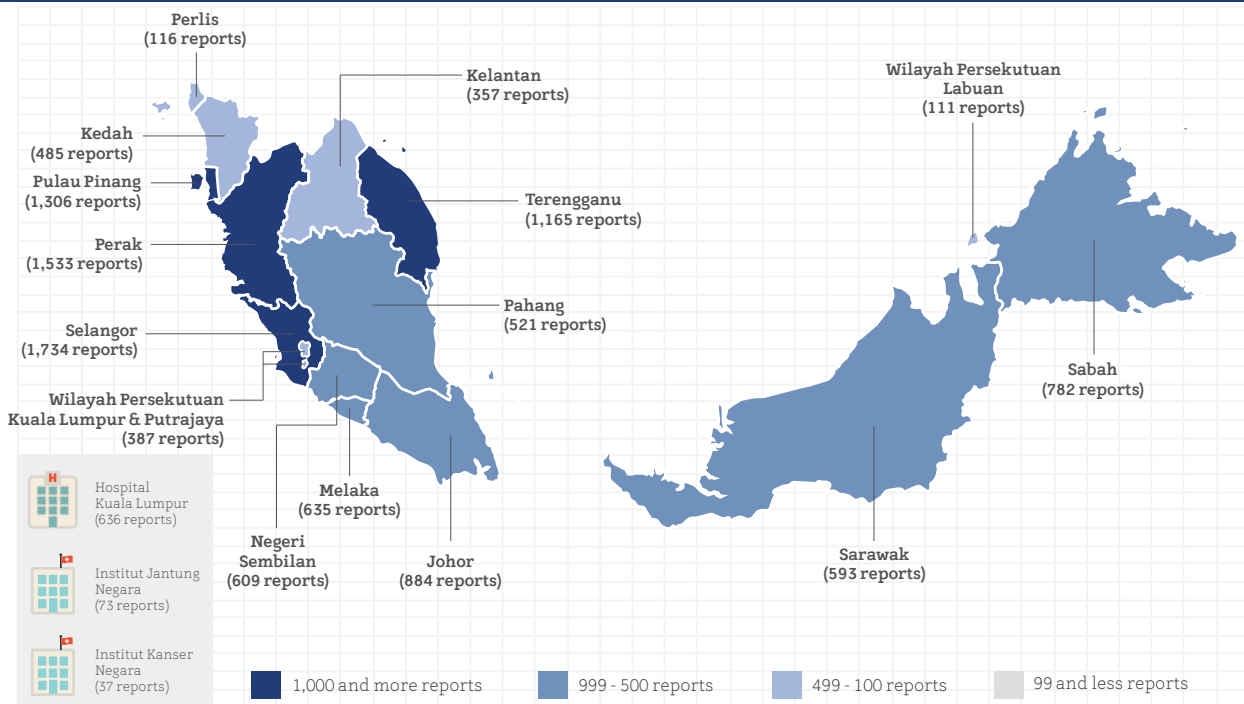 Perlis
(116 reports)
Kelantan
(357 reports)
Wilayah Persekutuan
Labuan
(111 reports)
Kedah
(485 reports)
Pulau Pinang
(1,306 reports)
Terengganu
(1,165 reports)
Perak
(1,533 reports)
Pahang
(521 reports)
Selangor
(1,734 reports)
Sabah
(782 reports)
Wilayah Persekutuan
Kuala Lumpur & Putrajaya
(387 reports)
Melaka
(635 reports)
Negeri
Sembilan
(609 reports)
Johor
(884 reports)
Sarawak
(593 reports)
H
Hospital
Kuala Lumpur
(636 reports)
Institut Jantung
Negara
(73 reports)
Institut Kanser
Negara
(37 reports)
1,000 and more reports
999 - 500 reports
499 - 100 reports
99 and less reports